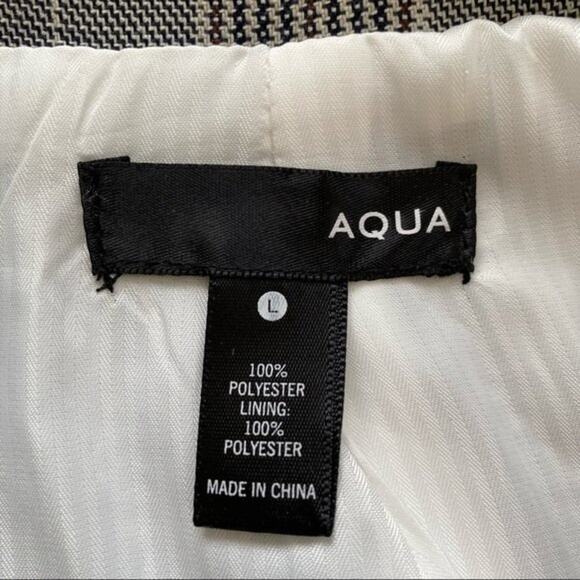 AQUA
L
100%
POLYESTER
LINING:
100%
POLYESTER
MADE IN CHINA